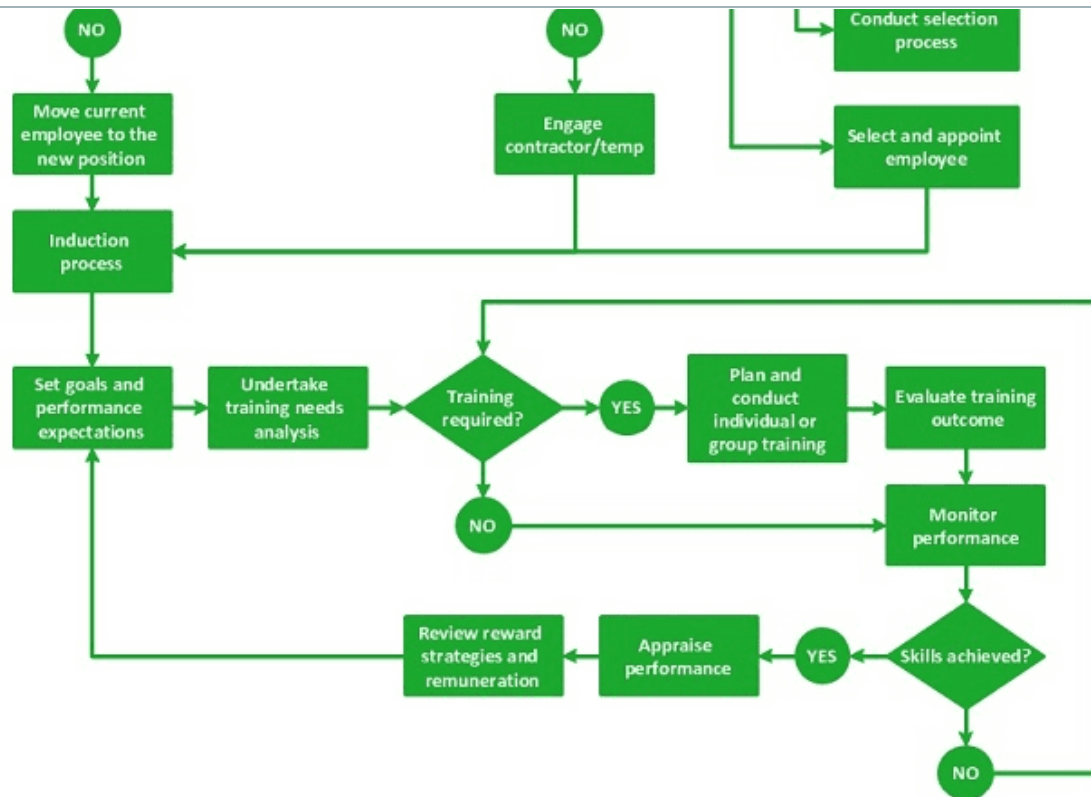 NO
NO
Conduct selection
process
Move current
employee to the
new position
Engage
contractor/temp
Select and appoint
employee
Induction
process
Set goals and
performance
expectations
Undertake
training needs
analysis
Training
required?
YES
Plan and
conduct
individual or
group training
Evaluate training
outcome
NO
Monitor
performance
Review reward
strategies and
remuneration
Appraise
performance
YES
Skills achieved?
NO